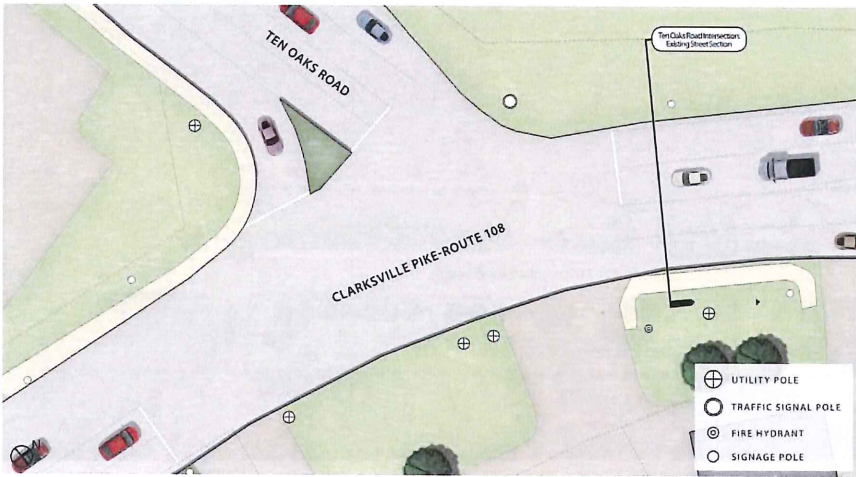 TEN OAKS ROAD
Ten Oaks Road Intersection:
Existing Street Section
CLARKSVILLE PIKE-ROUTE 108
N
UTILITY POLE
TRAFFIC SIGNAL POLE
FIRE HYDRANT
SIGNAGE POLE